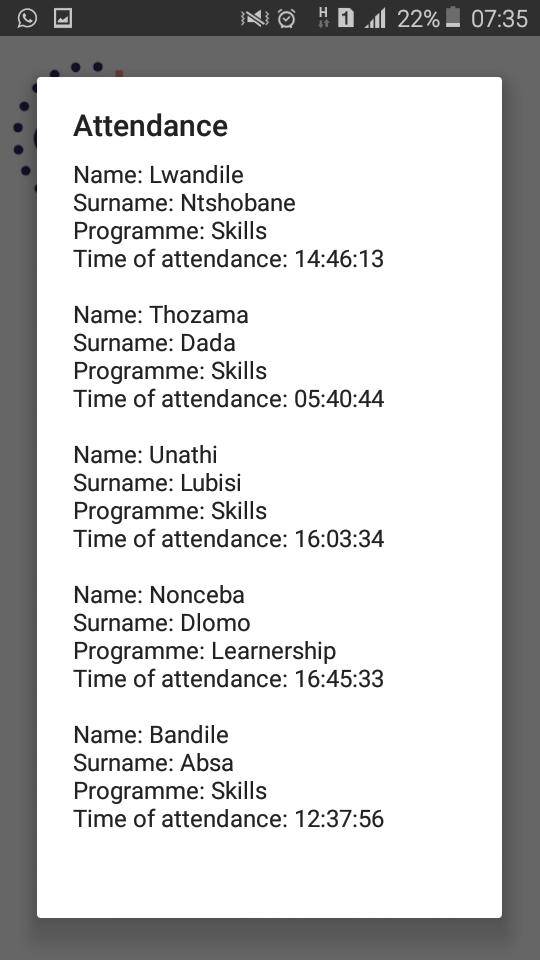 22% 07:35
Attendance
Name: Lwandile
Surname: Ntshobane
Programme: Skills
Time of attendance: 14:46:13
Name: Thozama
Surname: Dada
Programme: Skills
Time of attendance: 05:40:44
Name: Unathi
Surname: Lubisi
Programme: Skills
Time of attendance: 16:03:34
Name: Nonceba
Surname: Dlomo
Programme: Learnership
Time of attendance: 16:45:33
Name: Bandile
Surname: Absa
Programme: Skills
Time of attendance: 12:37:56